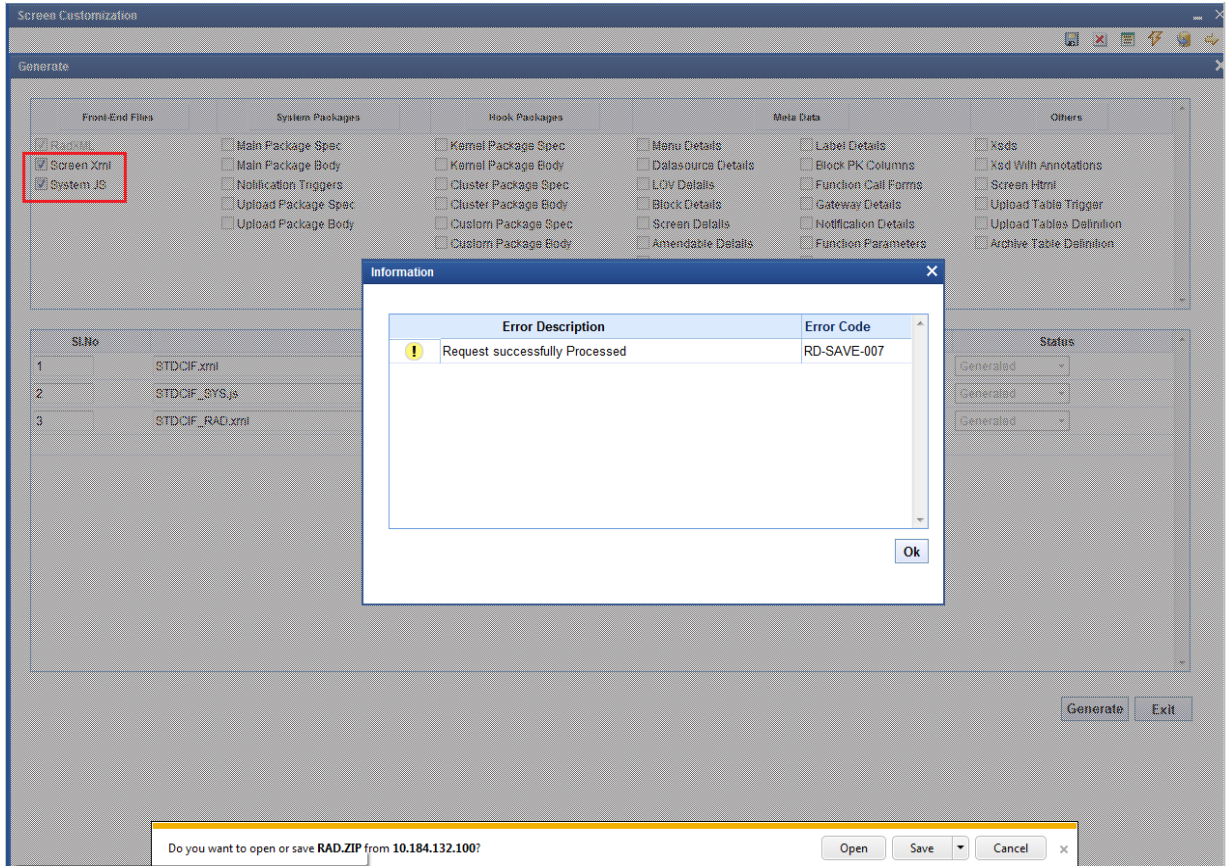 Screen Customization
Generate
Front-End Files System Packages Hook Packages Meta Data Others
RadXML Main Package Spec Kernel Package Spec Menu Details Label Details Xsds
Screen Xml Main Package Body Kernel Package Body Datasource Details Block PK Columns Xsd With Annotations
System JS Notification Triggers Cluster Package Spec LOV Details Function Call Forms Screen Html
Upload Package Spec Cluster Package Body Block Details Gateway Details Upload Table Trigger
Upload Package Body Custom Package Spec Screen Details Notification Details Upload Tables Definition
Custom Package Body Amendable Details Function Parameters Archive Table Definition
Information
Error Description Error Code
Request successfully Processed RD-SAVE-007
Ok
Sl.No Status
1 STDCIF.xml Generated
2 STDCIF_SYS.js Generated
3 STDCIF_RAD.xml Generated
Generate Exit
Do you want to open or save RAD.ZIP from 10.184.132.100? Open Save Cancel